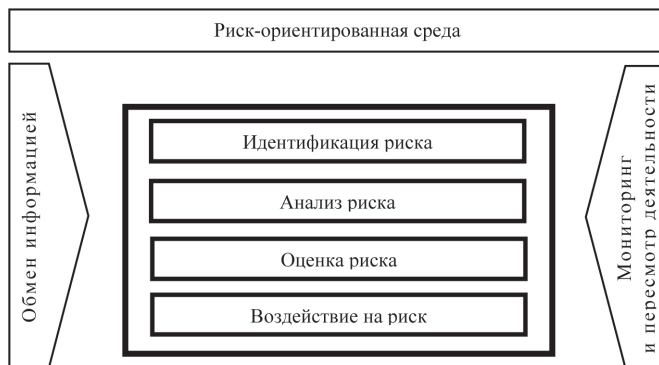 Риск-ориентированная среда
Обмен информацией
Идентификация риска
Анализ риска
Оценка риска
Воздействие на риск
Мониторинг
и пересмотр деятельности